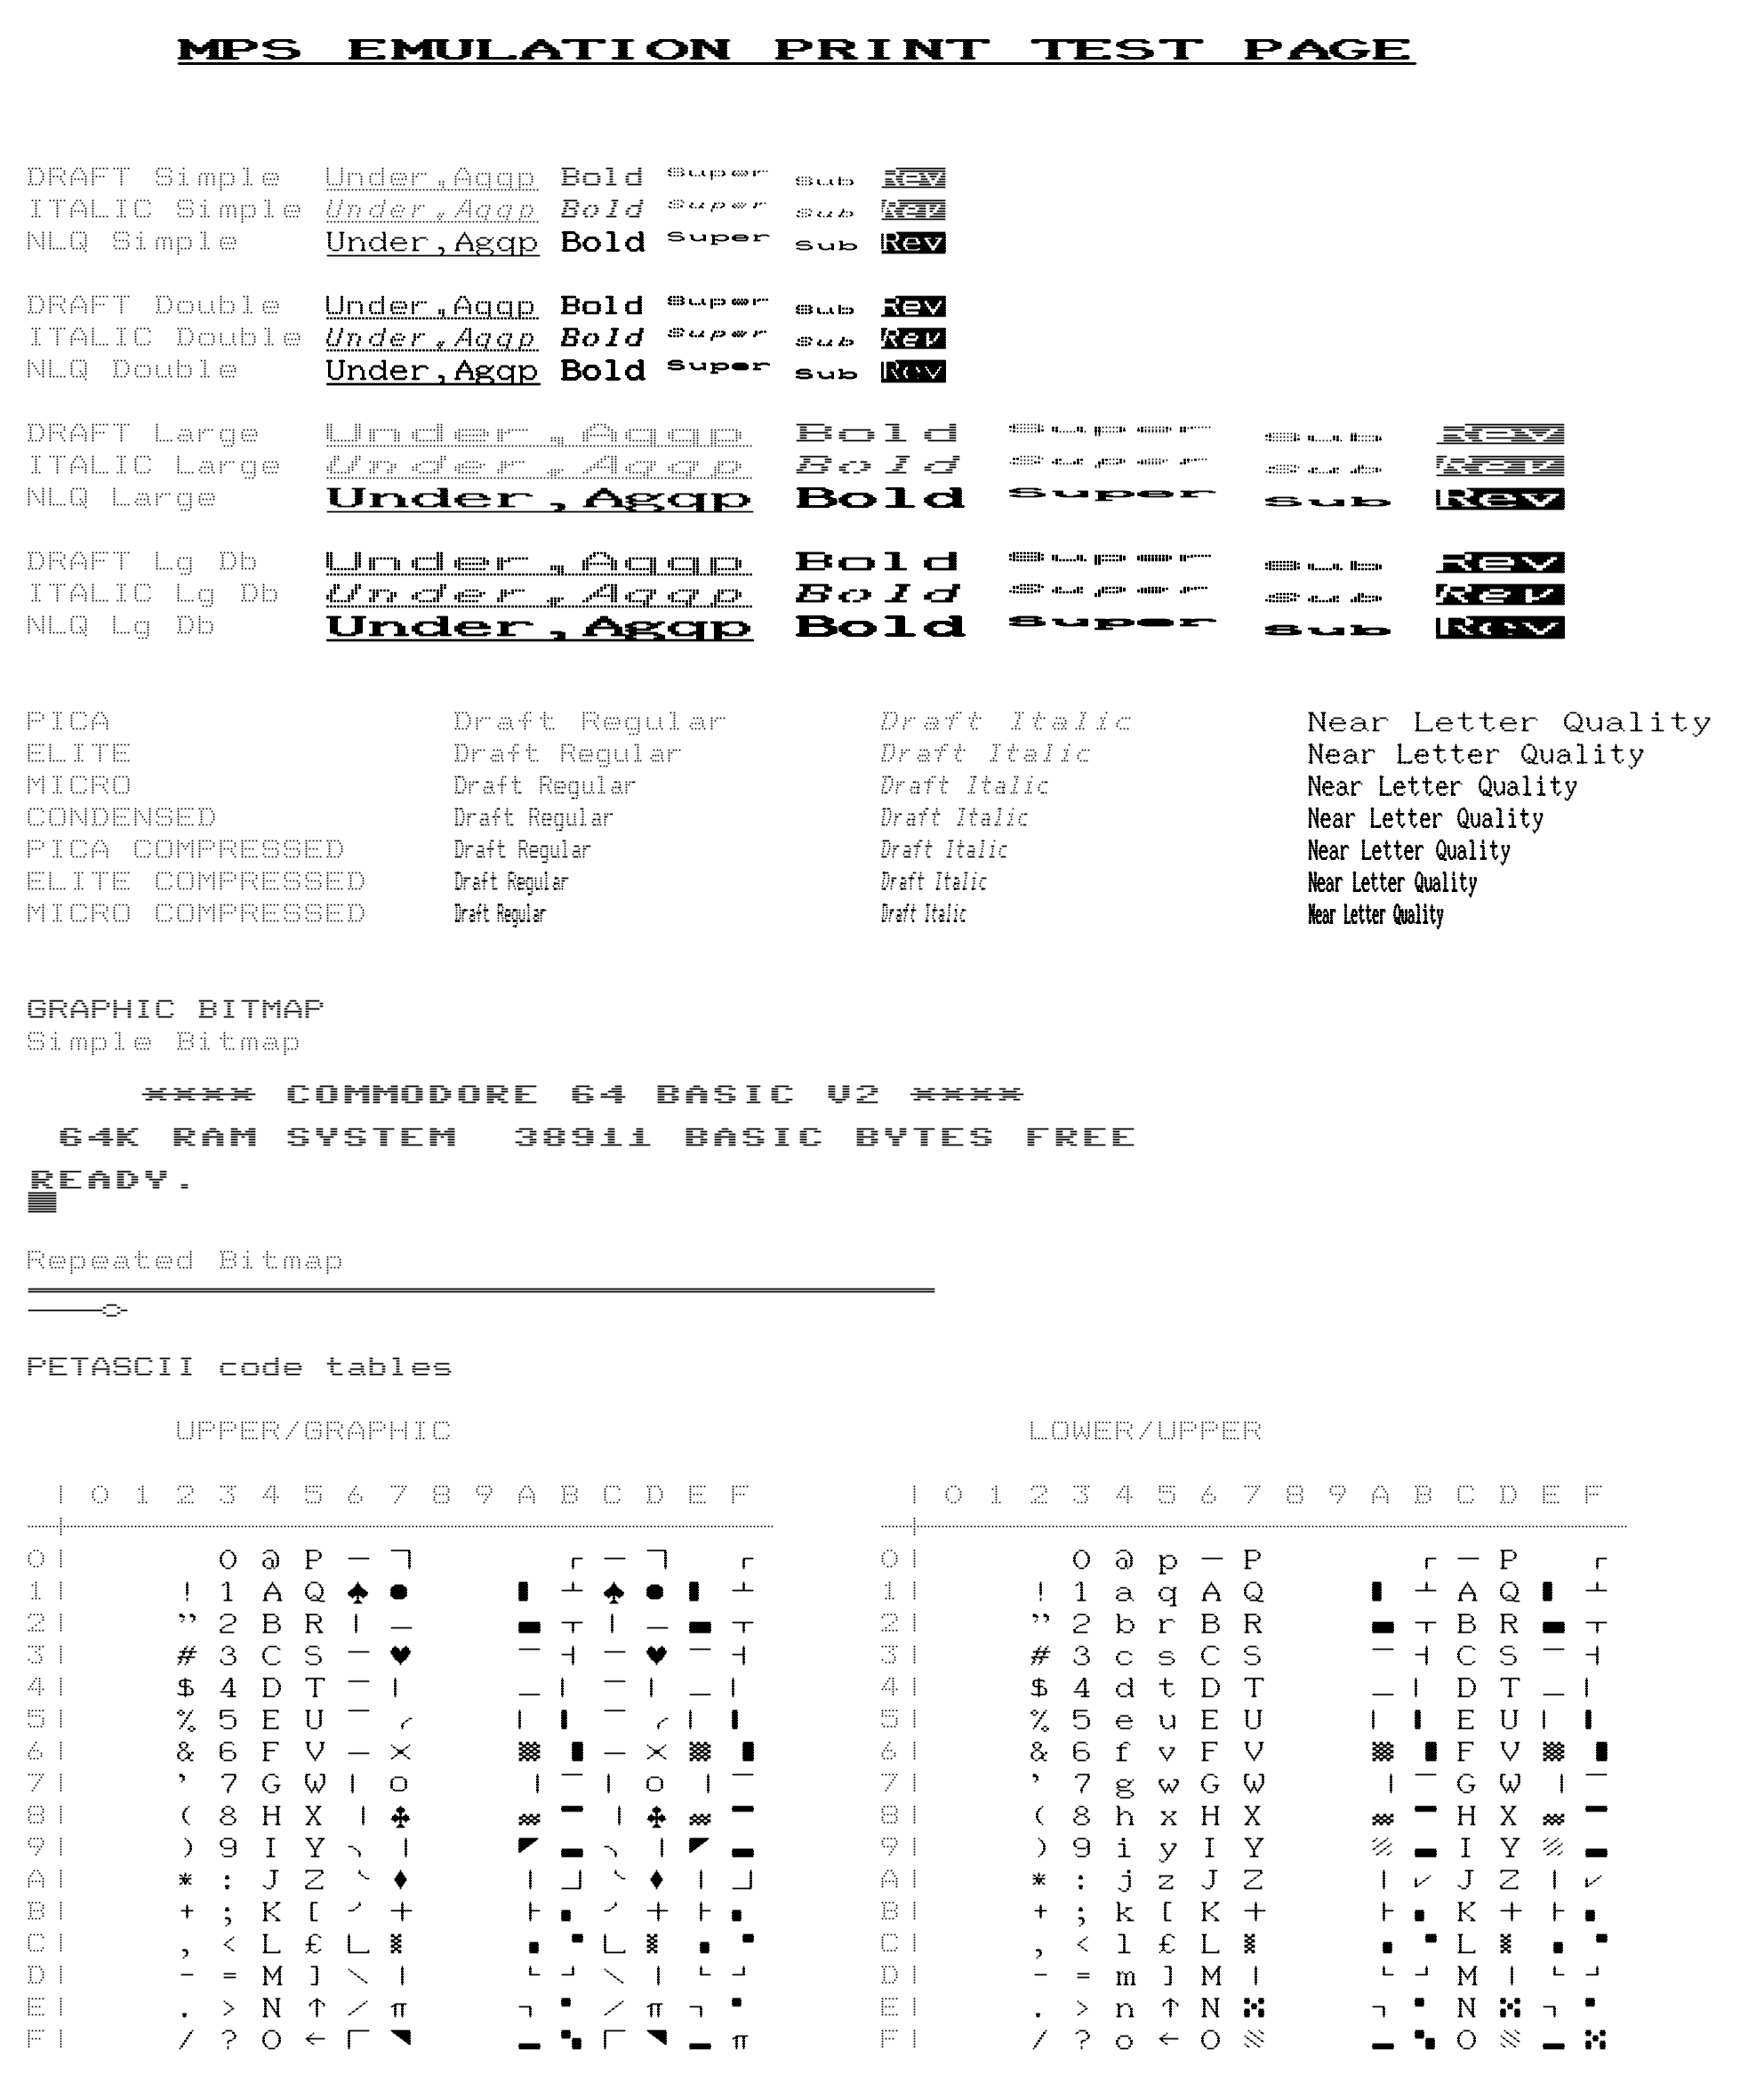 MPS EMULATION PRINT TEST PAGE
DRAFT Simple Under,Agqp Bold Super Sub Rev
ITALIC Simple Under,Agqp Bold Super Sub Rev
NLQ Simple Under,Agqp Bold Super Sub Rev
DRAFT Double Under,Agqp Bold Super Sub Rev
ITALIC Double Under,Agqp Bold Super Sub Rev
NLQ Double Under,Agqp Bold Super Sub Rev
DRAFT Large Under,Agqp Bold Super Sub Rev
ITALIC Large Under,Agqp Bold Super Sub Rev
NLQ Large Under,Agqp Bold Super Sub Rev
DRAFT Lg Db Under,Agqp Bold Super Sub Rev
ITALIC Lg Db Under,Agqp Bold Super Sub Rev
NLQ Lg Db Under,Agqp Bold Super Sub Rev
PICA Draft Regular Draft Italic Near Letter Quality
ELITE Draft Regular Draft Italic Near Letter Quality
MICRO Draft Regular Draft Italic Near Letter Quality
CONDENSED Draft Regular Draft Italic Near Letter Quality
PICA COMPRESSED Draft Regular Draft Italic Near Letter Quality
ELITE COMPRESSED Draft Regular Draft Italic Near Letter Quality
MICRO COMPRESSED Draft Regular Draft Italic Near Letter Quality
GRAPHIC BITMAP
Simple Bitmap
**** COMMODORE 64 BASIC V2 ****
64K RAM SYSTEM 38911 BASIC BYTES FREE
READY.
Repeated Bitmap
PETASCII code tables
UPPER/GRAPHIC LOWER/UPPER
| 0 1 2 3 4 5 6 7 8 9 A B C D E F | 0 1 2 3 4 5 6 7 8 9 A B C D E F
0| 0 @ P ─ ┐ ┌ ─ ┐ ┌ 0| 0 @ p ─ P ┌ ─ P ┌
1| ! 1 A Q ♠ ● ▌ ┴ ♠ ● ▌ ┴ 1| ! 1 a q A Q ▌ ┴ A Q ▌ ┴
2| " 2 B R | _ ▄ ┬ | _ ▄ ┬ 2| " 2 b r B R ▄ ┬ B R ▄ ┬
3| # 3 C S ─ ♥ ‾ ┤ ─ ♥ ‾ ┤ 3| # 3 c s C S ‾ ┤ C S ‾ ┤
4| $ 4 D T ‾ | _ | ‾ | _ | 4| $ 4 d t D T _ | D T _ |
5| % 5 E U ‾ ╭ | ▌ ‾ ╭ | ▌ 5| % 5 e u E U | ▌ E U | ▌
6| & 6 F V ─ ╳ ▒ ▐ ─ ╳ ▒ ▐ 6| & 6 f v F V ▒ ▐ F V ▒ ▐
7| ' 7 G W | o | ‾ | o | ‾ 7| ' 7 g w G W | ‾ G W | ‾
8| ( 8 H X | ♣ ▒ ▀ | ♣ ▒ ▀ 8| ( 8 h x H X ▒ ▀ H X ▒ ▀
9| ) 9 I Y ╮ | ◤ ▄ ╮ | ◤ ▄ 9| ) 9 i y I Y ▨ ▄ I Y ▨ ▄
A| * : J Z ╰ ♦ | ┘ ╰ ♦ | ┘ A| * : j z J Z | ✓ J Z | ✓
B| + ; K [ ╯ + ├ ▗ ╯ + ├ ▗ B| + ; k [ K + ├ ▗ K + ├ ▗
C| , < L £ └ ▒ ▗ ▝ └ ▒ ▗ ▝ C| , < l £ L ▒ ▗ ▝ L ▒ ▗ ▝
D| - = M ] ╲ | └ ┘ ╲ | └ ┘ D| - = m ] M | └ ┘ M | └ ┘
E| . > N ↑ ╱ π ┐ ▘ ╱ π ┐ ▘ E| . > n ↑ N ▒ ┐ ▘ N ▒ ┐ ▘
F| / ? O ← ┌ ◥ ▂ ▚ ┌ ◥ ▂ π F| / ? o ← O ▧ ▂ ▚ O ▧ ▂ ▒